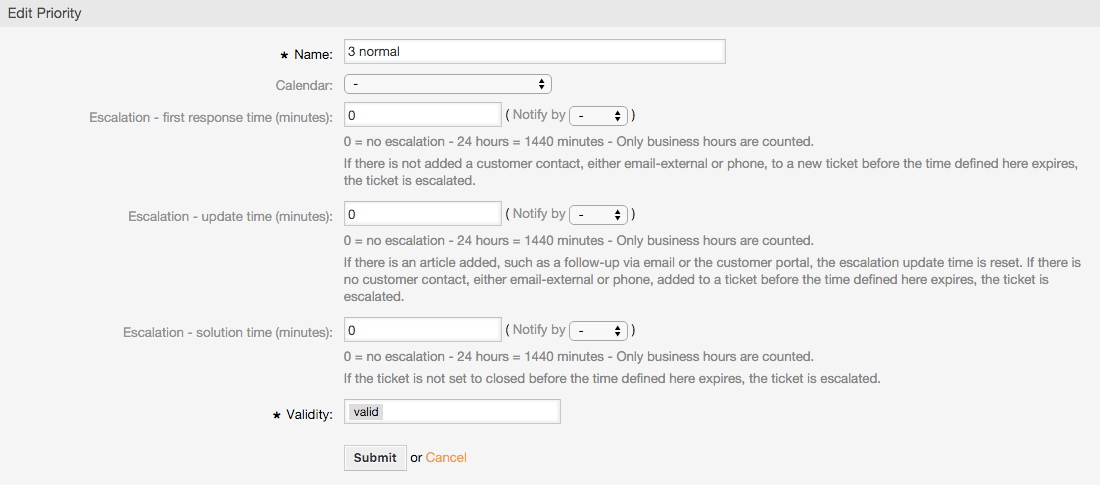 Edit Priority
★ Name: 3 normal
Calendar: -
Escalation - first response time (minutes): 0 ( Notify by - )
0 = no escalation - 24 hours = 1440 minutes - Only business hours are counted.
If there is not added a customer contact, either email-external or phone, to a new ticket before the time defined here expires,
the ticket is escalated.
Escalation - update time (minutes): 0 ( Notify by - )
0 = no escalation - 24 hours = 1440 minutes - Only business hours are counted.
If there is an article added, such as a follow-up via email or the customer portal, the escalation update time is reset. If there is
no customer contact, either email-external or phone, added to a ticket before the time defined here expires, the ticket is
escalated.
Escalation - solution time (minutes): 0 ( Notify by - )
0 = no escalation - 24 hours = 1440 minutes - Only business hours are counted.
If the ticket is not set to closed before the time defined here expires, the ticket is escalated.
★ Validity: valid
Submit or Cancel